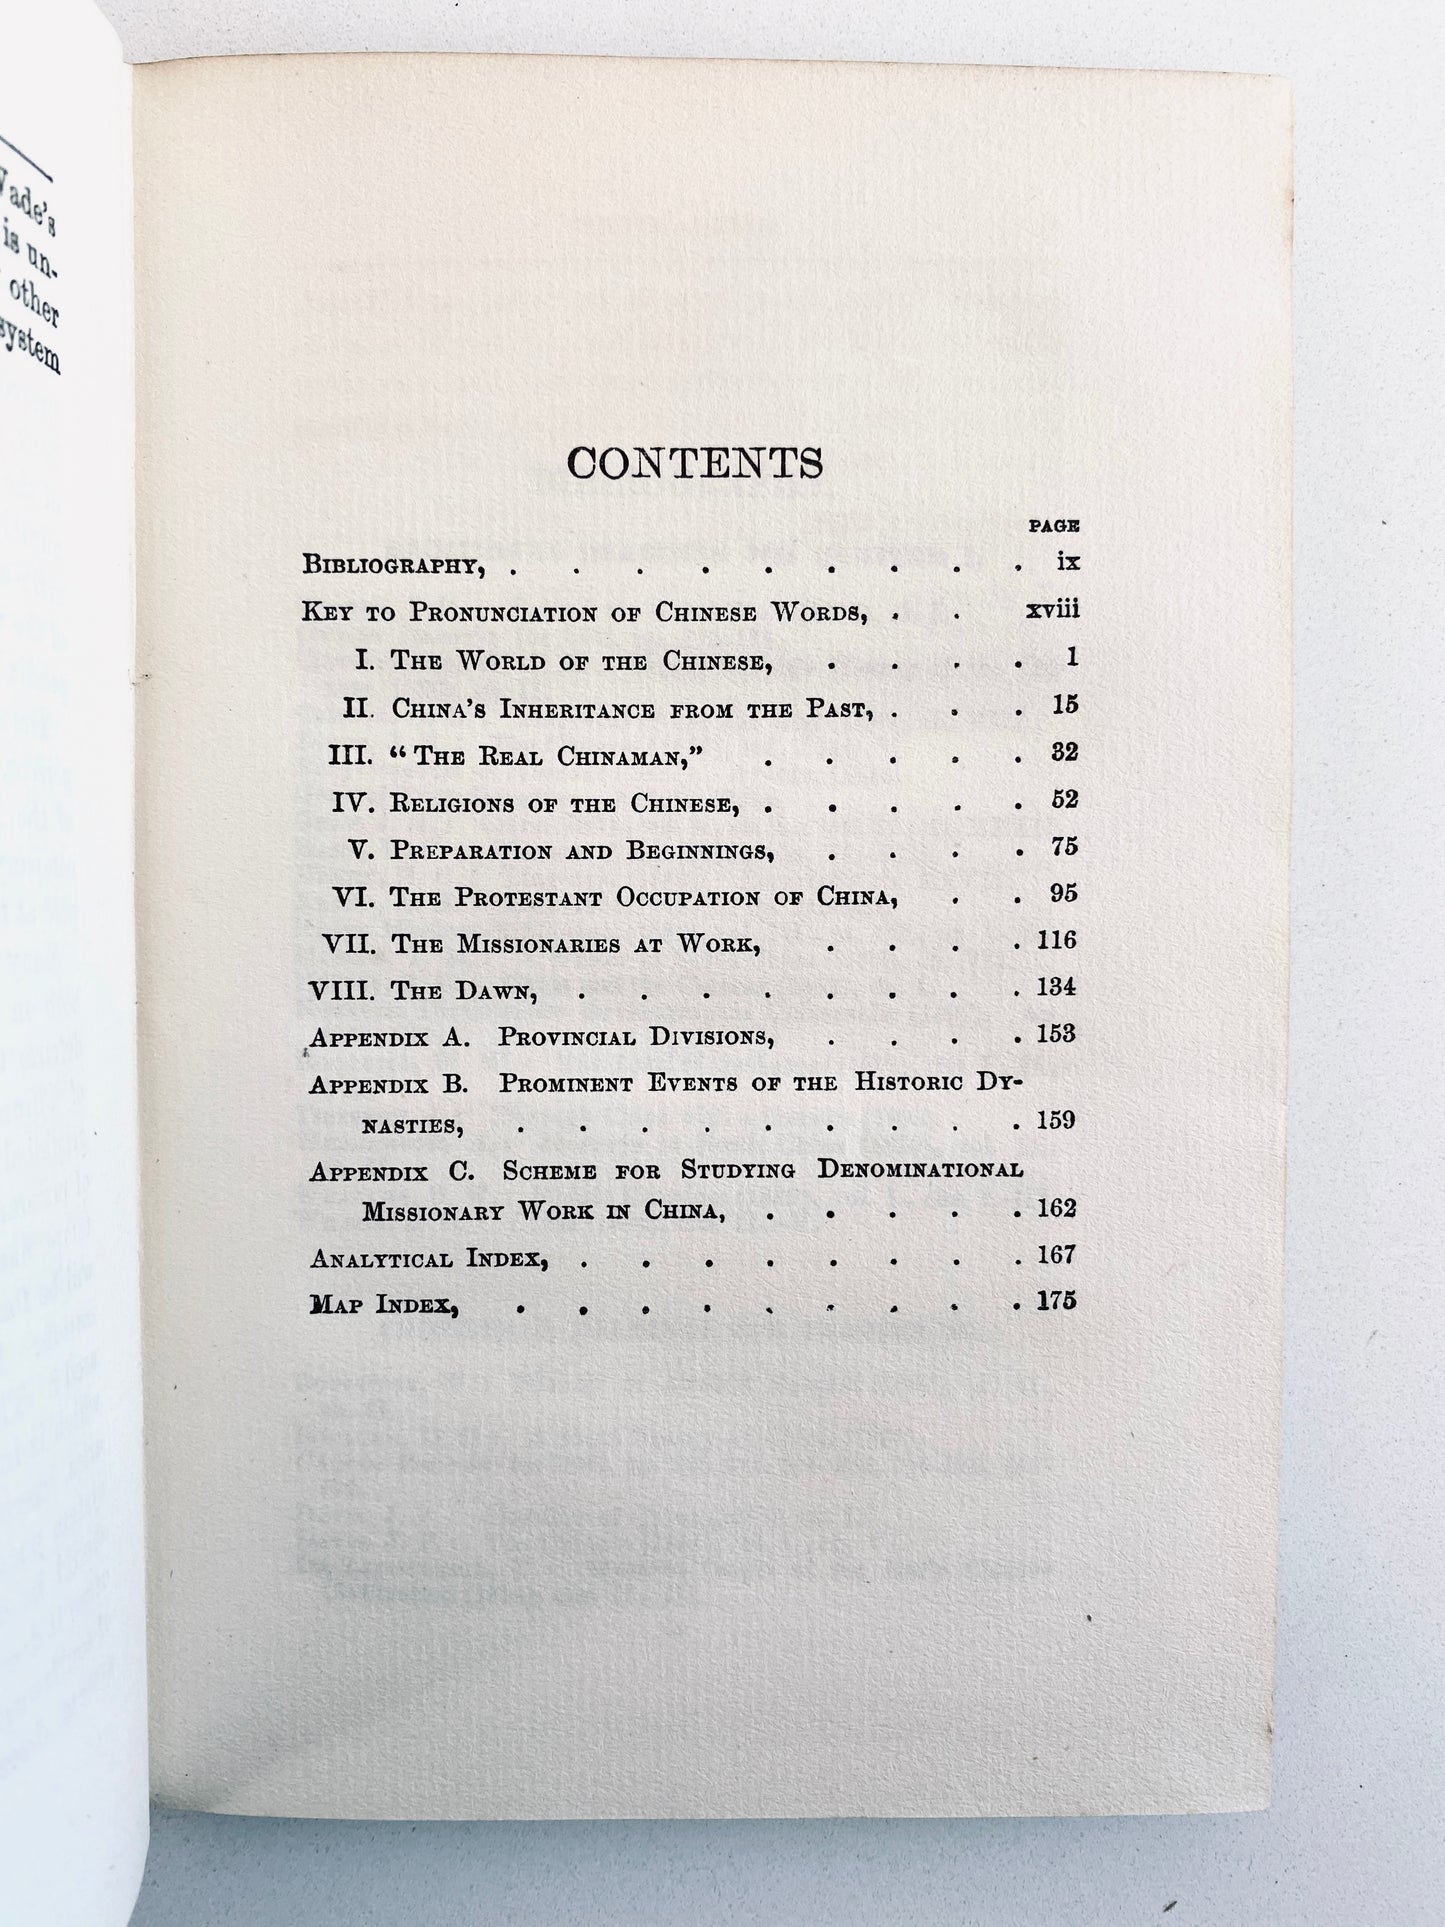 Wade's
is un-
other
system
CONTENTS
PAGE
BIBLIOGRAPHY, . . . . . . . . . ix
KEY TO PRONUNCIATION OF CHINESE WORDS, . . xviii
I. THE WORLD OF THE CHINESE, . . . . 1
II. CHINA'S INHERITANCE FROM THE PAST, . . . 15
III. "THE REAL CHINAMAN," . . . . . 32
IV. RELIGIONS OF THE CHINESE, . . . . . 52
V. PREPARATION AND BEGINNINGS, . . . . 75
VI. THE PROTESTANT OCCUPATION OF CHINA, . . 95
VII. THE MISSIONARIES AT WORK, . . . . 116
VIII. THE DAWN, . . . . . . . . 134
APPENDIX A. PROVINCIAL DIVISIONS, . . . . 153
APPENDIX B. PROMINENT EVENTS OF THE HISTORIC DY-
NASTIES, . . . . . . . . . 159
APPENDIX C. SCHEME FOR STUDYING DENOMINATIONAL
MISSIONARY WORK IN CHINA, . . . . . 162
ANALYTICAL INDEX, . . . . . . . . 167
MAP INDEX, . . . . . . . . . 175